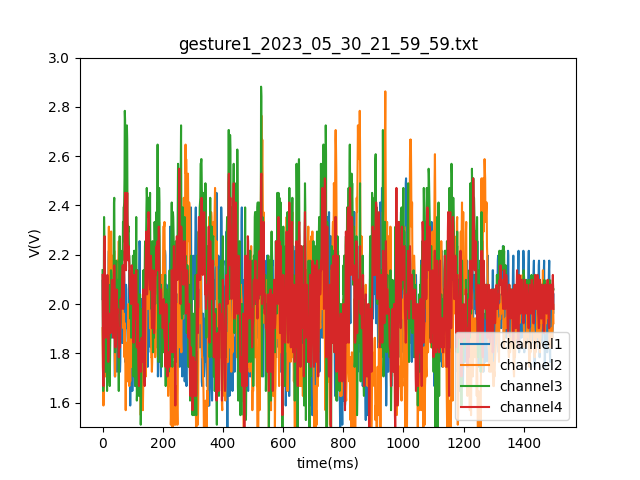 gesture1_2023_05_30_21_59_59.txt
3.0
2.8
2.6
2.4
2.2
2.0
1.8
1.6
V(V)
channel1
channel2
channel3
channel4
0 200 400 600 800 1000 1200 1400
time(ms)